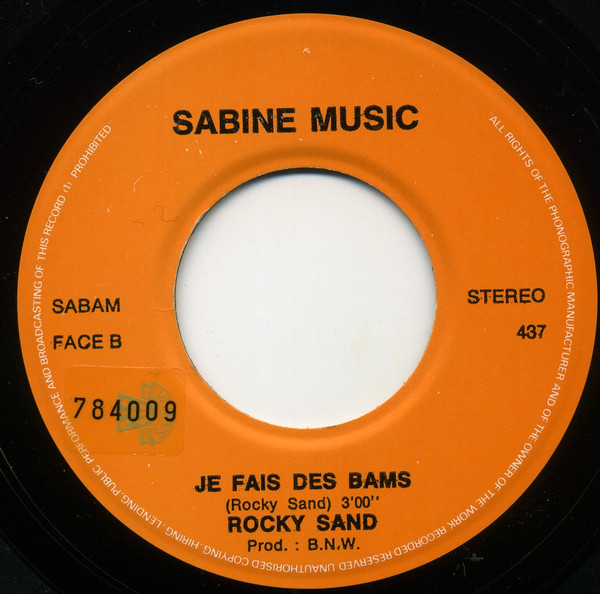 SABINE MUSIC
SABAM
FACE B
784009
STEREO
437
JE FAIS DES BAMS
(Rocky Sand) 3'00"
ROCKY SAND
Prod. : B.N.W.
ALL RIGHTS OF THE PHONOGRAPHIC MANUFACTURER AND OF THE OWNER OF THE WORK RECORDED RESERVED UNAUTHORISED COPYING, HIRING, LENDING, PUBLIC PERFORMANCE AND BROADCASTING OF THIS RECORD (1) PROHIBITED